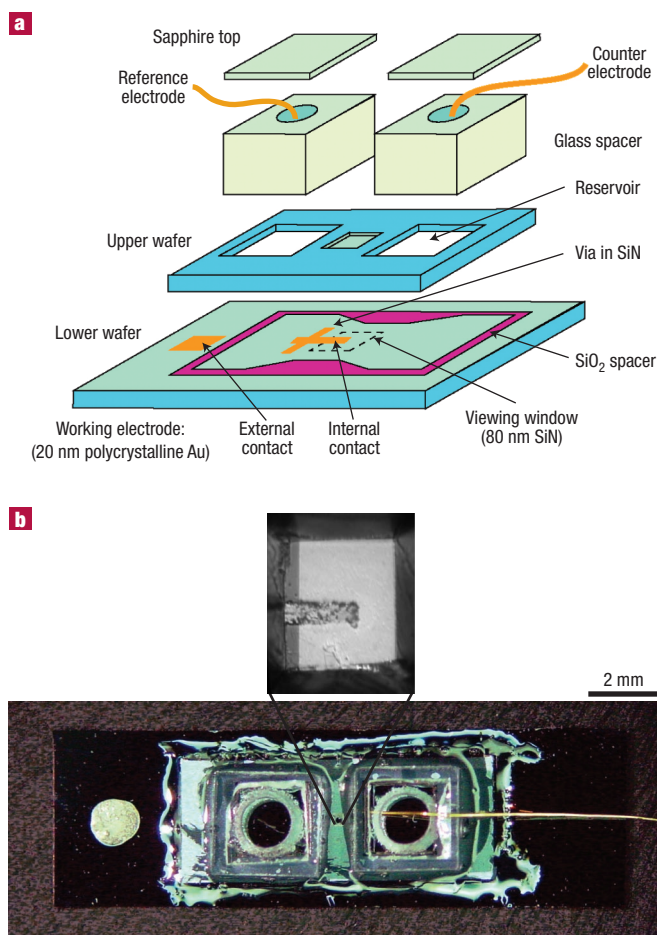 a
Sapphire top
Reference
electrode
Counter
electrode
Glass spacer
Reservoir
Upper wafer
Via in SiN
Lower wafer
SiO₂ spacer
Working electrode:
(20 nm polycrystalline Au)
External
contact
Internal
contact
Viewing window
(80 nm SiN)
b
2 mm